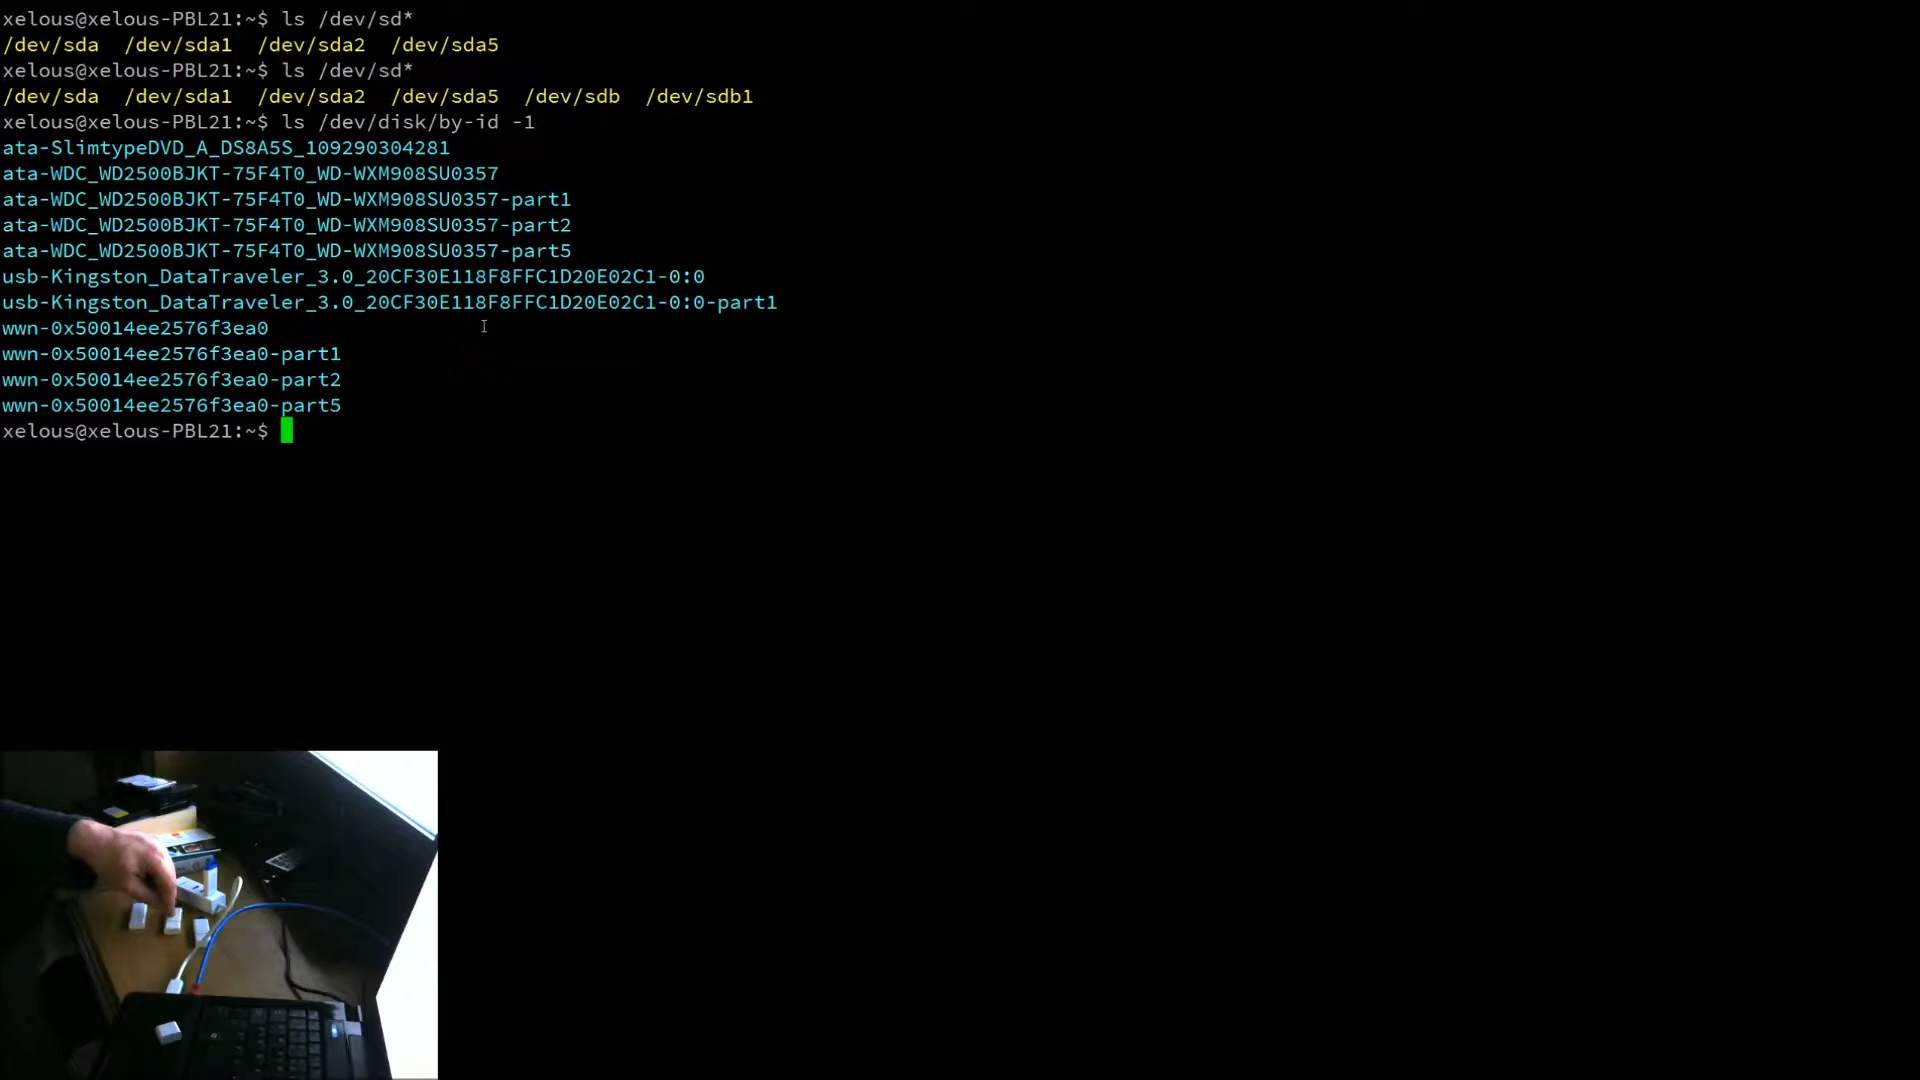 xelous@xelous-PBL21:~$ ls /dev/sd*
/dev/sda  /dev/sda1  /dev/sda2  /dev/sda5
xelous@xelous-PBL21:~$ ls /dev/sd*
/dev/sda  /dev/sda1  /dev/sda2  /dev/sda5  /dev/sdb  /dev/sdb1
xelous@xelous-PBL21:~$ ls /dev/disk/by-id -1
ata-SlimtypeDVD_A_DS8A5S_109290304281
ata-WDC_WD2500BJKT-75F4T0_WD-WXM908SU0357
ata-WDC_WD2500BJKT-75F4T0_WD-WXM908SU0357-part1
ata-WDC_WD2500BJKT-75F4T0_WD-WXM908SU0357-part2
ata-WDC_WD2500BJKT-75F4T0_WD-WXM908SU0357-part5
usb-Kingston_DataTraveler_3.0_20CF30E118F8FFC1D20E02C1-0:0
usb-Kingston_DataTraveler_3.0_20CF30E118F8FFC1D20E02C1-0:0-part1
wwn-0x50014ee2576f3ea0
wwn-0x50014ee2576f3ea0-part1
wwn-0x50014ee2576f3ea0-part2
wwn-0x50014ee2576f3ea0-part5
xelous@xelous-PBL21:~$